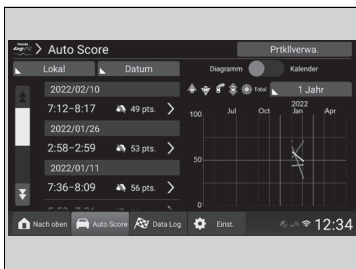 Honda
Log R
Auto Score
Prtkllverwa.
Lokal
Datum
Diagramm
Kalender
2022/02/10
7:12–8:17 49 pts.
2022/01/26
2:58–2:59 53 pts.
2022/01/11
7:36–8:09 56 pts.
Total
1 Jahr
2022
Jul Oct Jan Apr
100
50
0
Nach oben
Auto Score
Data Log
Einst.
12:34